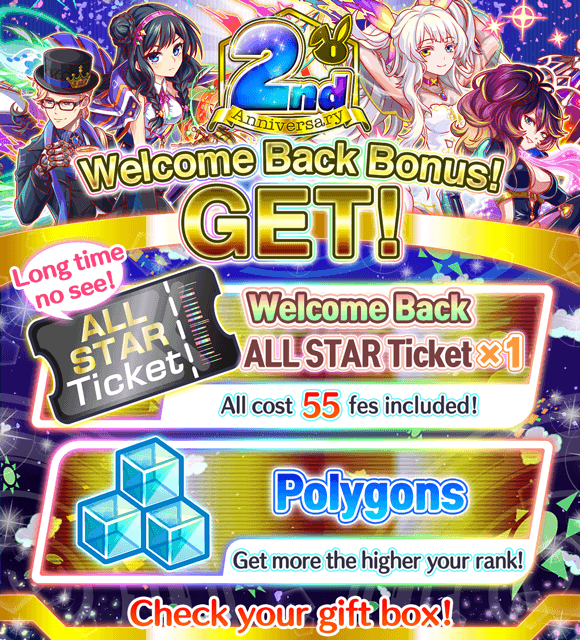 2nd
Anniversary
Welcome Back Bonus!
GET!
Long time
no see!
ALL
STAR
Ticket
Welcome Back
ALL STAR Ticket ×1
All cost 55 fes included!
Polygons
Get more the higher your rank!
Check your gift box!